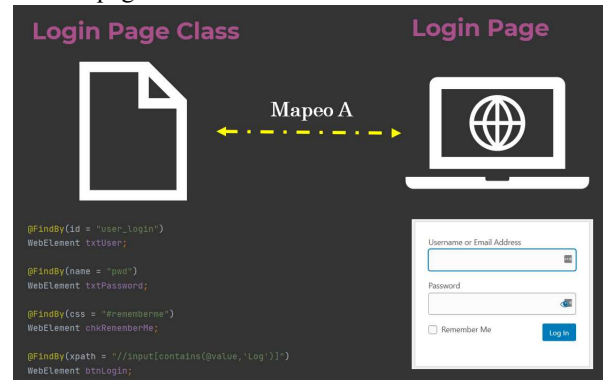 Login Page Class
Login Page
Mapeo A
@FindBy(id = "user_login")
WebElement txtUser;
@FindBy(name = "pwd")
WebElement txtPassword;
@FindBy(css = "#rememberme")
WebElement chkRememberMe;
@FindBy(xpath = "//input[contains(@value,'Log')]")
WebElement btnLogin;
Username or Email Address
Password
Remember Me
Log In